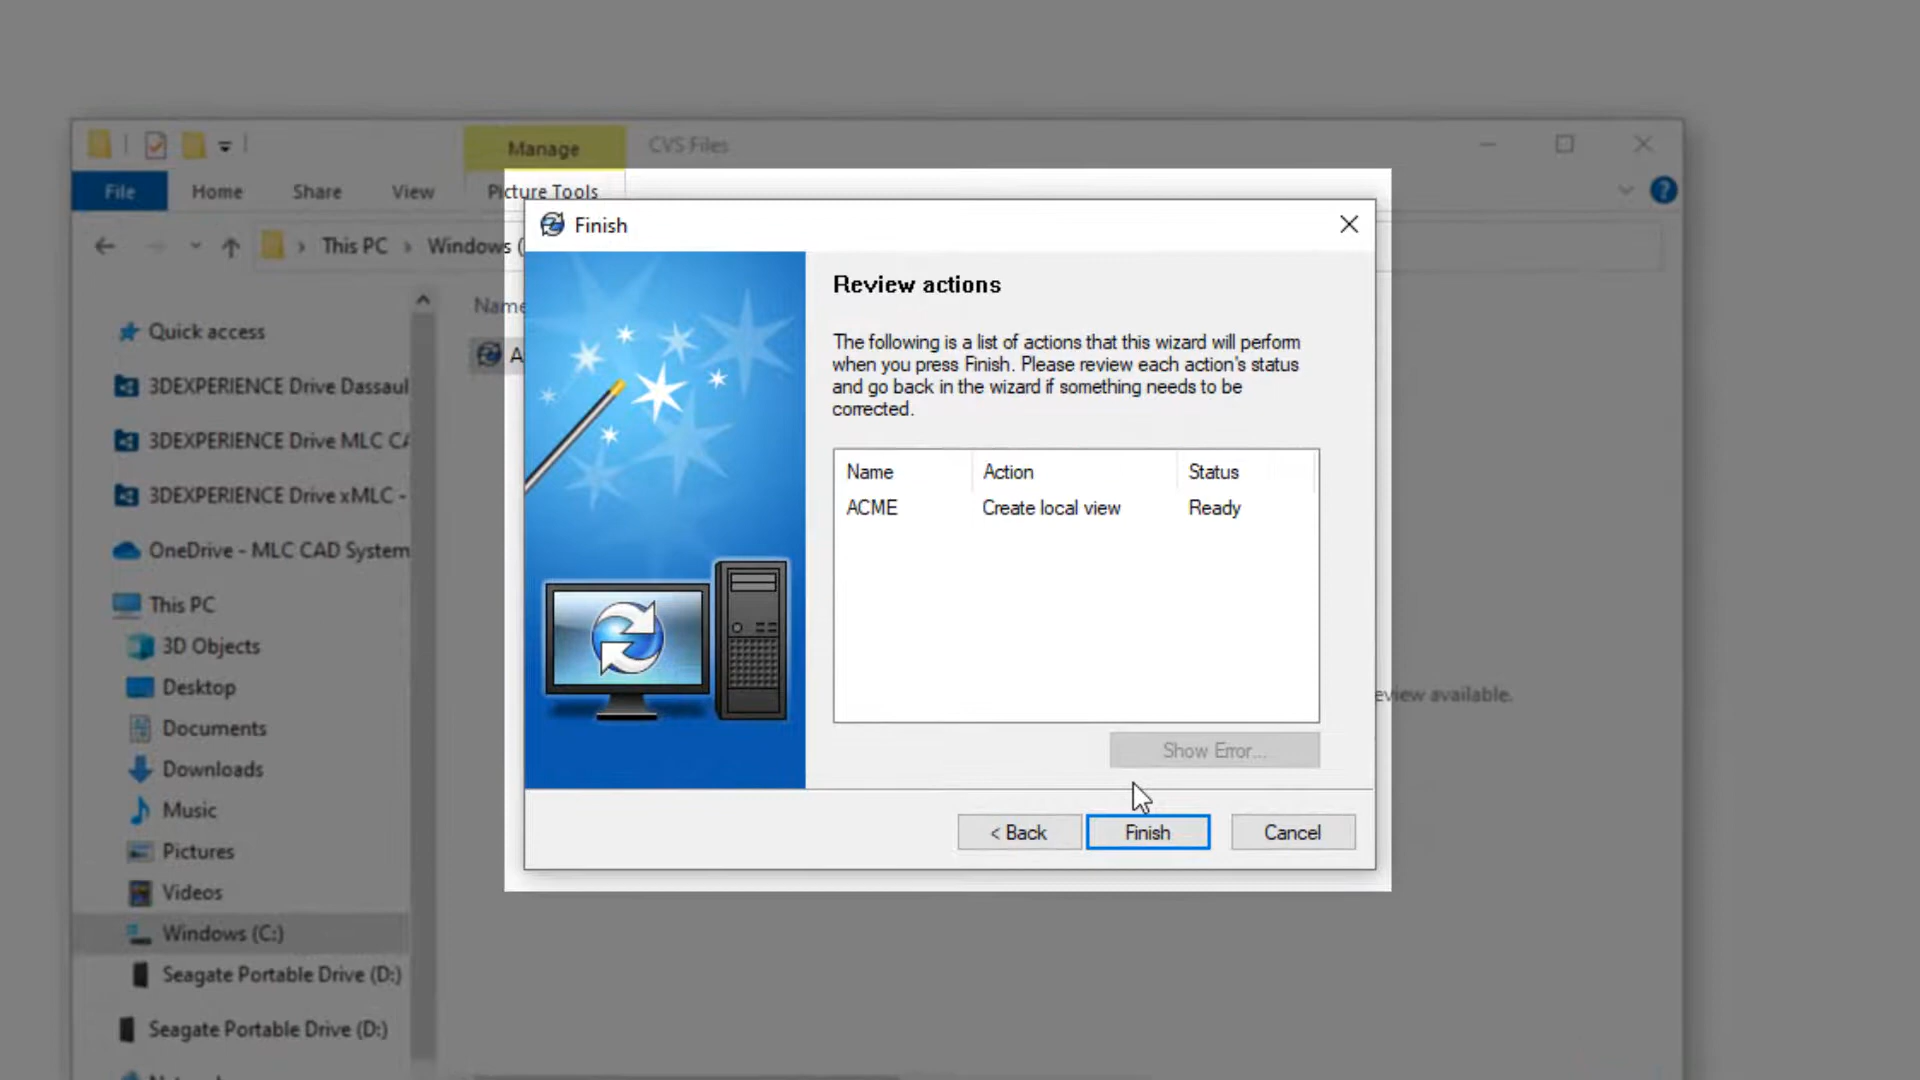 Manage
CVS Files
File
Home
Share
View
Picture Tools
This PC
Windows (
Finish
Name
A
Quick access
3DEXPERIENCE Drive Dassaul
3DEXPERIENCE Drive MLC CA
3DEXPERIENCE Drive xMLC -
OneDrive - MLC CAD System
This PC
3D Objects
Desktop
Documents
Downloads
Music
Pictures
Videos
Windows (C:)
Seagate Portable Drive (D:)
Seagate Portable Drive (D:)
Review actions
The following is a list of actions that this wizard will perform
when you press Finish. Please review each action's status
and go back in the wizard if something needs to be
corrected.
Name Action Status
ACME Create local view Ready
Show Error...
< Back
Finish
Cancel
eview available.